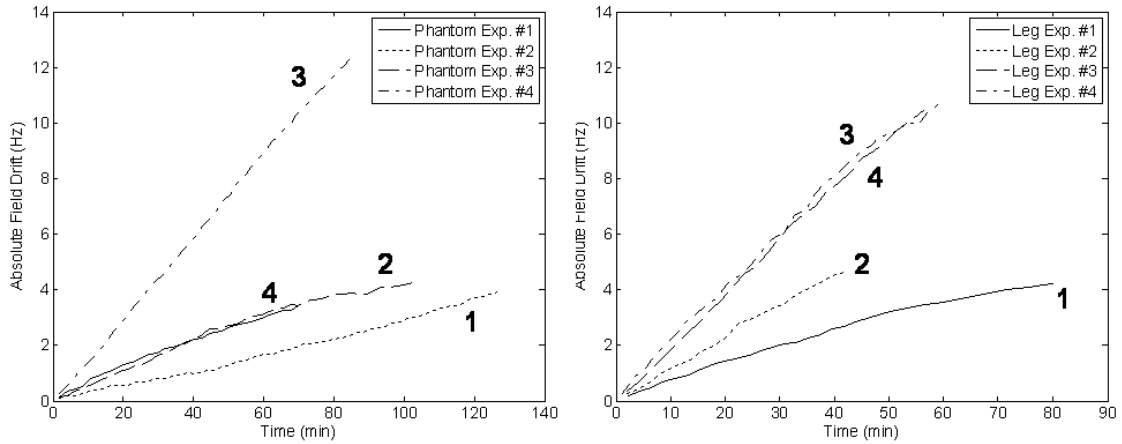 14
12
10
8
6
4
2
0
0 20 40 60 80 100 120 140
Time (min)
Absolute Field Drift (Hz)
Phantom Exp. #1
Phantom Exp. #2
Phantom Exp. #3
Phantom Exp. #4
3
2
4
1
14
12
10
8
6
4
2
0
0 10 20 30 40 50 60 70 80 90
Time (min)
Absolute Field Drift (Hz)
Leg Exp. #1
Leg Exp. #2
Leg Exp. #3
Leg Exp. #4
3
4
2
1